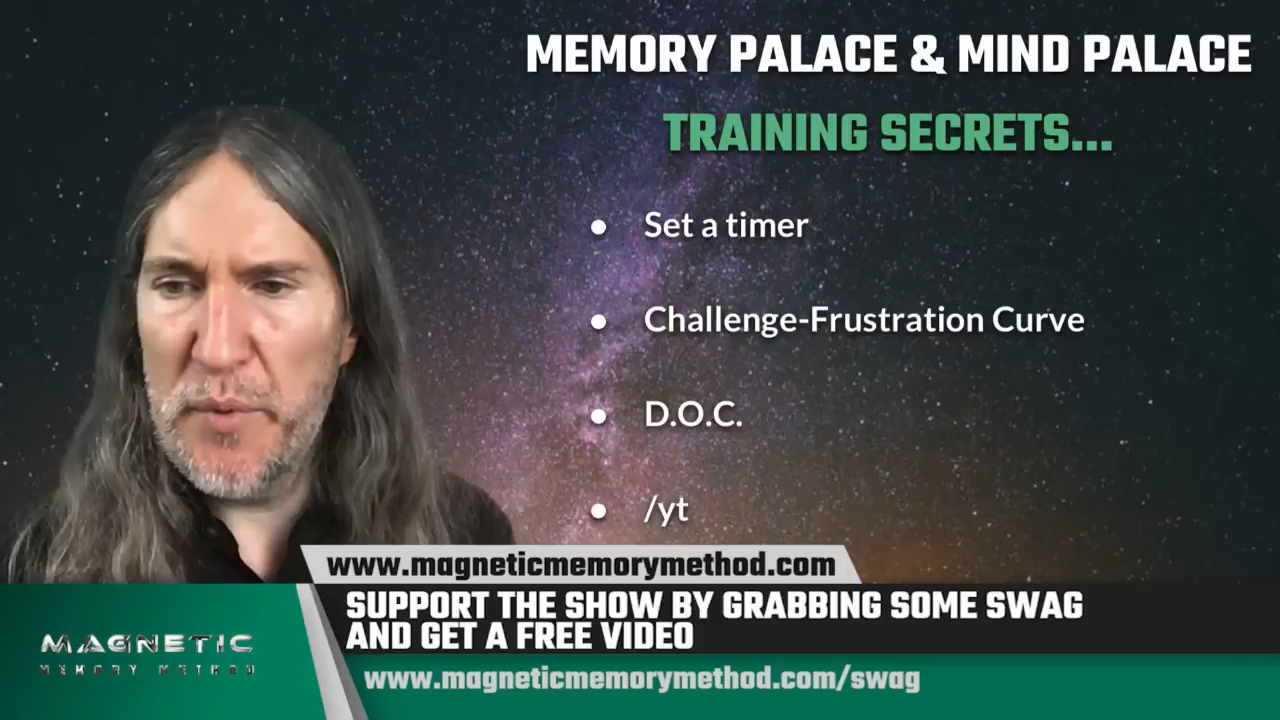 MEMORY PALACE & MIND PALACE
TRAINING SECRETS...
• Set a timer
• Challenge-Frustration Curve
• D.O.C.
• /yt
www.magneticmemorymethod.com
SUPPORT THE SHOW BY GRABBING SOME SWAG
AND GET A FREE VIDEO
www.magneticmemorymethod.com/swag
MAGNETIC
MEMORY METHOD